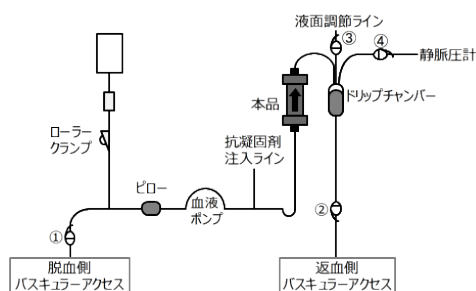 液面調節ライン
③
④
静脈圧計
本品
ドリップチャンバー
ローラー
クランプ
抗凝固剤
注入ライン
ピロー
血液
ポンプ
①
②
脱血側
バスキュラーアクセス
返血側
バスキュラーアクセス